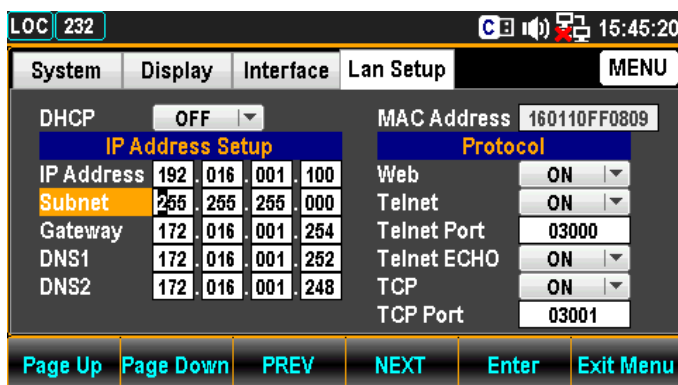 LOC 232 C 15:45:20
System Display Interface Lan Setup MENU
DHCP OFF MAC Address 160110FF0809
IP Address Setup Protocol
IP Address 192 . 016 . 001 . 100 Web ON
Subnet 255 . 255 . 255 . 000 Telnet ON
Gateway 172 . 016 . 001 . 254 Telnet Port 03000
DNS1 172 . 016 . 001 . 252 Telnet ECHO ON
DNS2 172 . 016 . 001 . 248 TCP ON
TCP Port 03001
Page Up Page Down PREV NEXT Enter Exit Menu